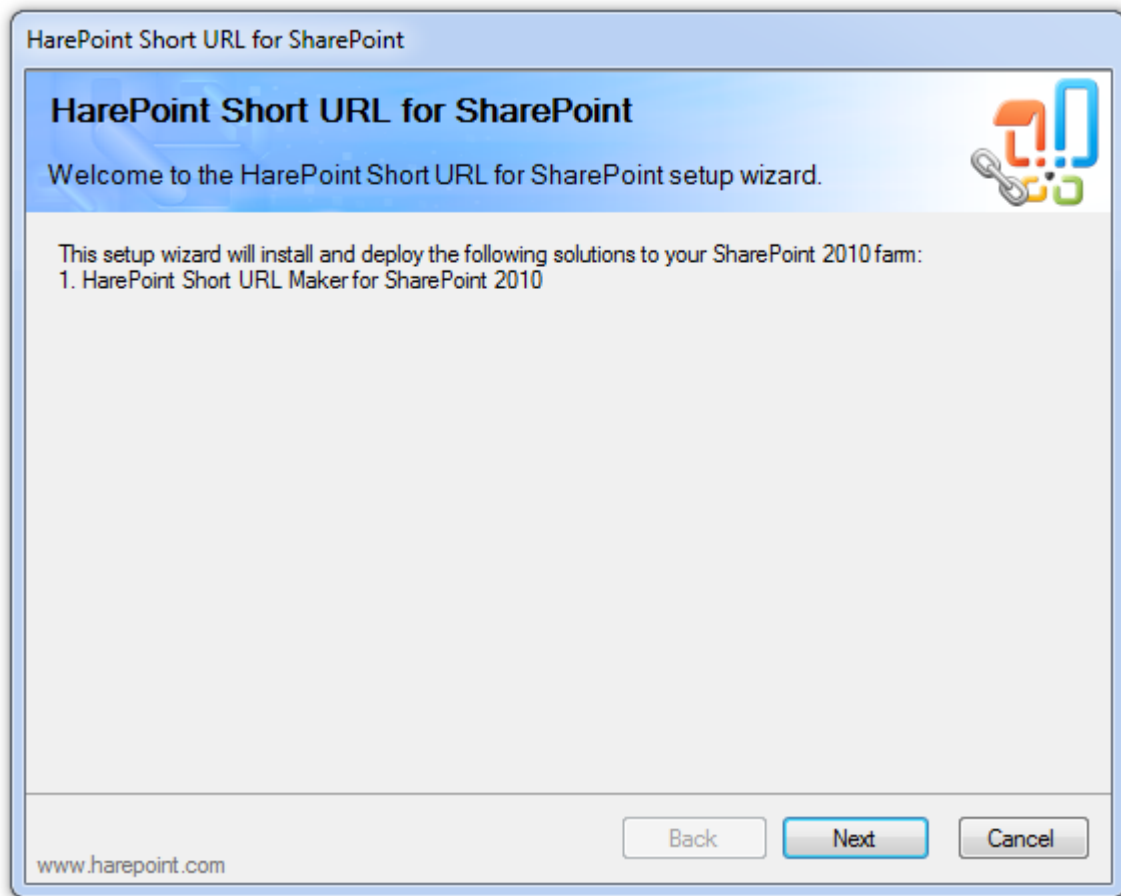 HarePoint Short URL for SharePoint
HarePoint Short URL for SharePoint
Welcome to the HarePoint Short URL for SharePoint setup wizard.
This setup wizard will install and deploy the following solutions to your SharePoint 2010 farm:
1. HarePoint Short URL Maker for SharePoint 2010
Back Next Cancel
www.harepoint.com